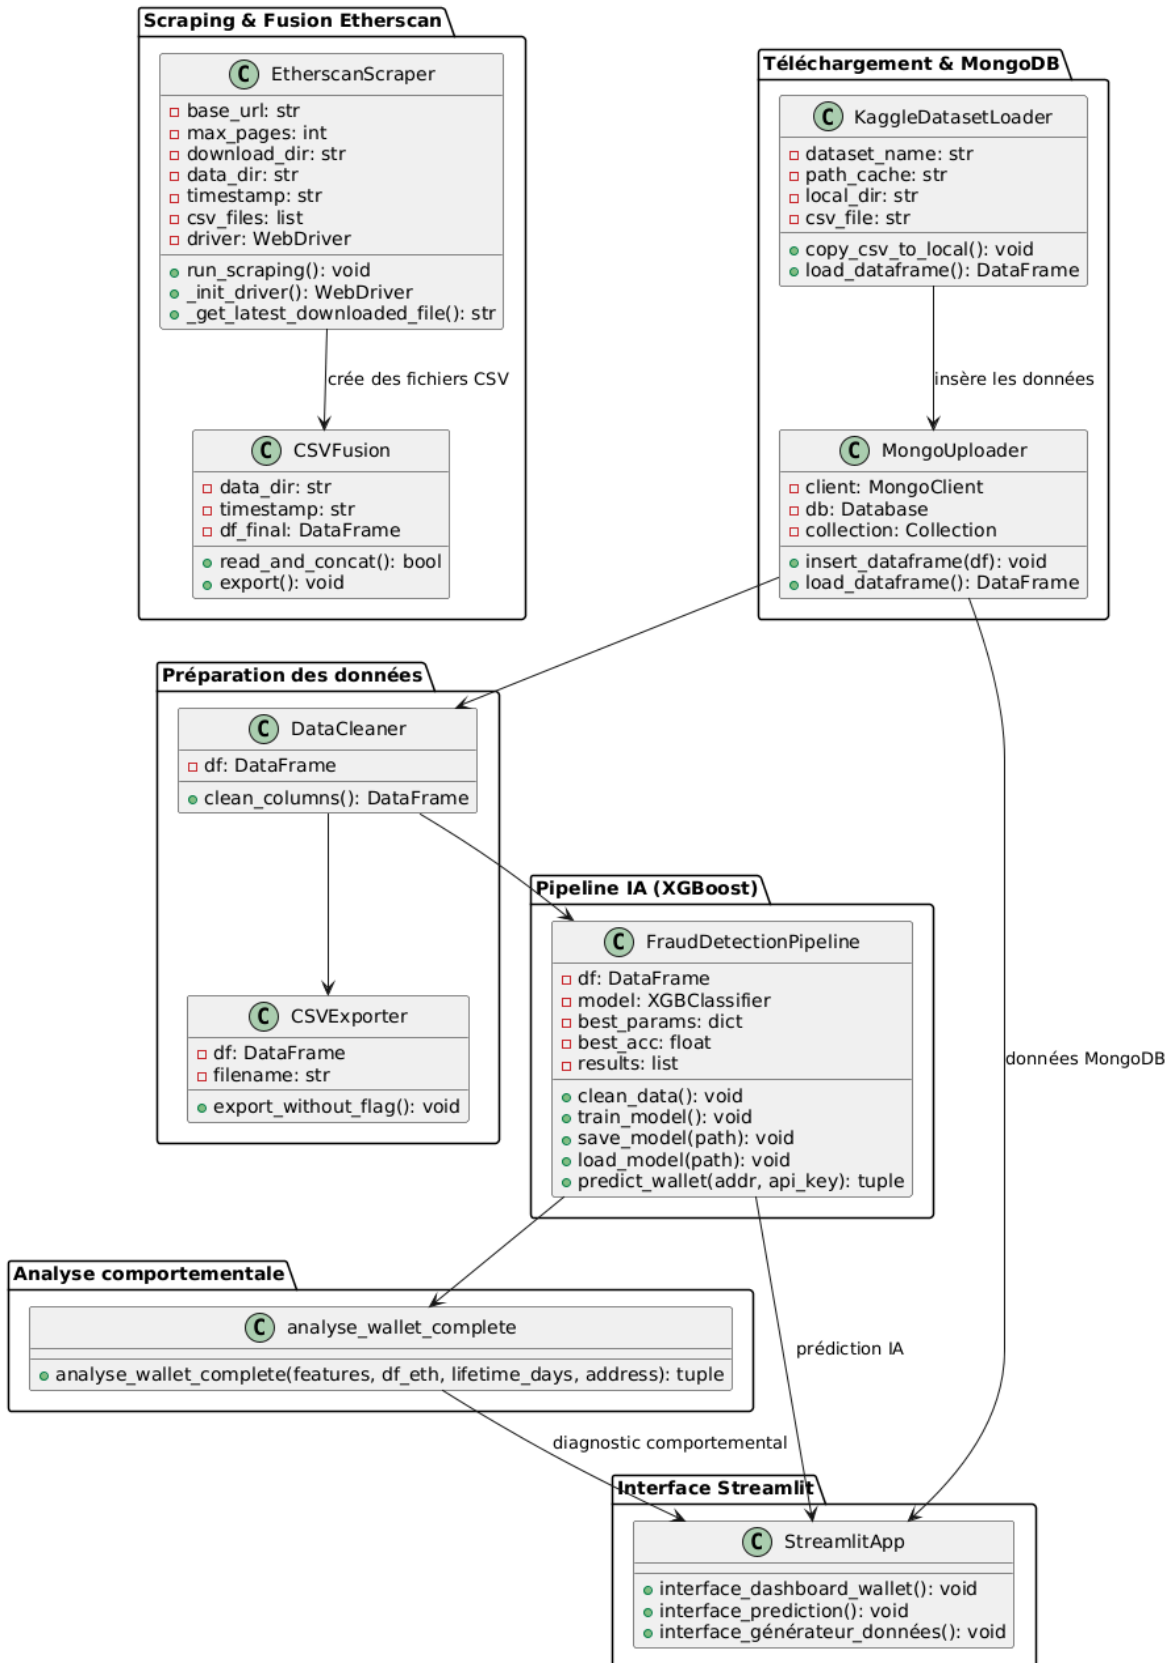 Scraping & Fusion Etherscan
C EtherscanScraper
base_url: str
max_pages: int
download_dir: str
data_dir: str
timestamp: str
csv_files: list
driver: WebDriver
run_scraping(): void
_init_driver(): WebDriver
_get_latest_downloaded_file(): str
crée des fichiers CSV
C CSVFusion
data_dir: str
timestamp: str
df_final: DataFrame
read_and_concat(): bool
export(): void
Téléchargement & MongoDB
C KaggleDatasetLoader
dataset_name: str
path_cache: str
local_dir: str
csv_file: str
copy_csv_to_local(): void
load_dataframe(): DataFrame
insère les données
C MongoUploader
client: MongoClient
db: Database
collection: Collection
insert_dataframe(df): void
load_dataframe(): DataFrame
Préparation des données
C DataCleaner
df: DataFrame
clean_columns(): DataFrame
C CSVExporter
df: DataFrame
filename: str
export_without_flag(): void
Pipeline IA (XGBoost)
C FraudDetectionPipeline
df: DataFrame
model: XGBClassifier
best_params: dict
best_acc: float
results: list
clean_data(): void
train_model(): void
save_model(path): void
load_model(path): void
predict_wallet(addr, api_key): tuple
données MongoDB
Analyse comportementale
C analyse_wallet_complete
analyse_wallet_complete(features, df_eth, lifetime_days, address): tuple
prédiction IA
diagnostic comportemental
Interface Streamlit
C StreamlitApp
interface_dashboard_wallet(): void
interface_prediction(): void
interface_générateur_données(): void